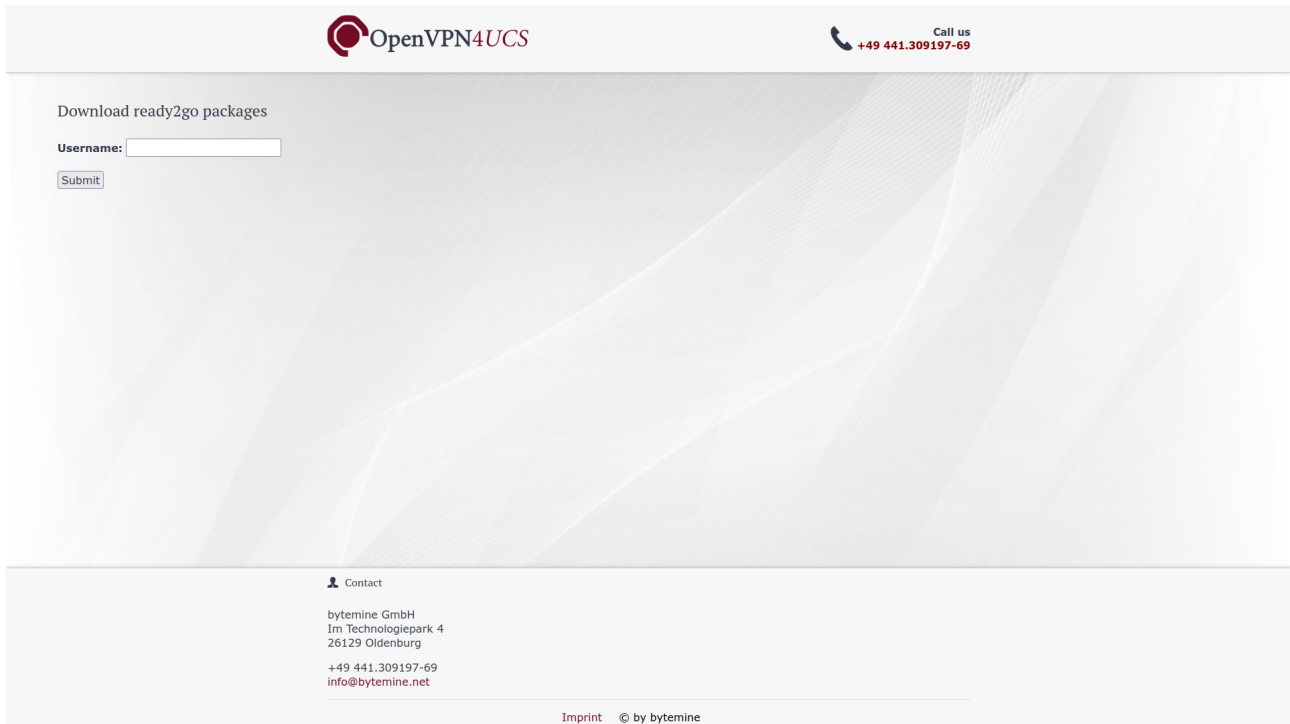 OpenVPN4UCS
Call us
+49 441.309197-69
Download ready2go packages
Username:
Submit
Contact
bytemine GmbH
Im Technologiepark 4
26129 Oldenburg
+49 441.309197-69
info@bytemine.net
Imprint © by bytemine